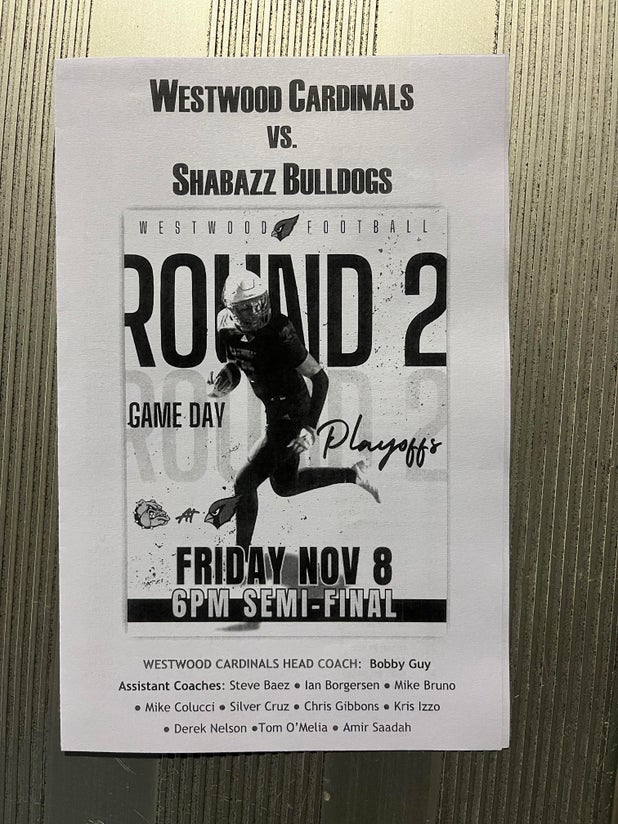 WESTWOOD CARDINALS
VS.
SHABAZZ BULLDOGS
WESTWOOD FOOTBALL
ROUND 2
ROUND 2
GAME DAY
Playoffs
AT
FRIDAY NOV 8
6PM SEMI-FINAL
WESTWOOD CARDINALS HEAD COACH: Bobby Guy
Assistant Coaches: Steve Baez • Ian Borgersen • Mike Bruno
• Mike Colucci • Silver Cruz • Chris Gibbons • Kris Izzo
• Derek Nelson •Tom O'Melia • Amir Saadah